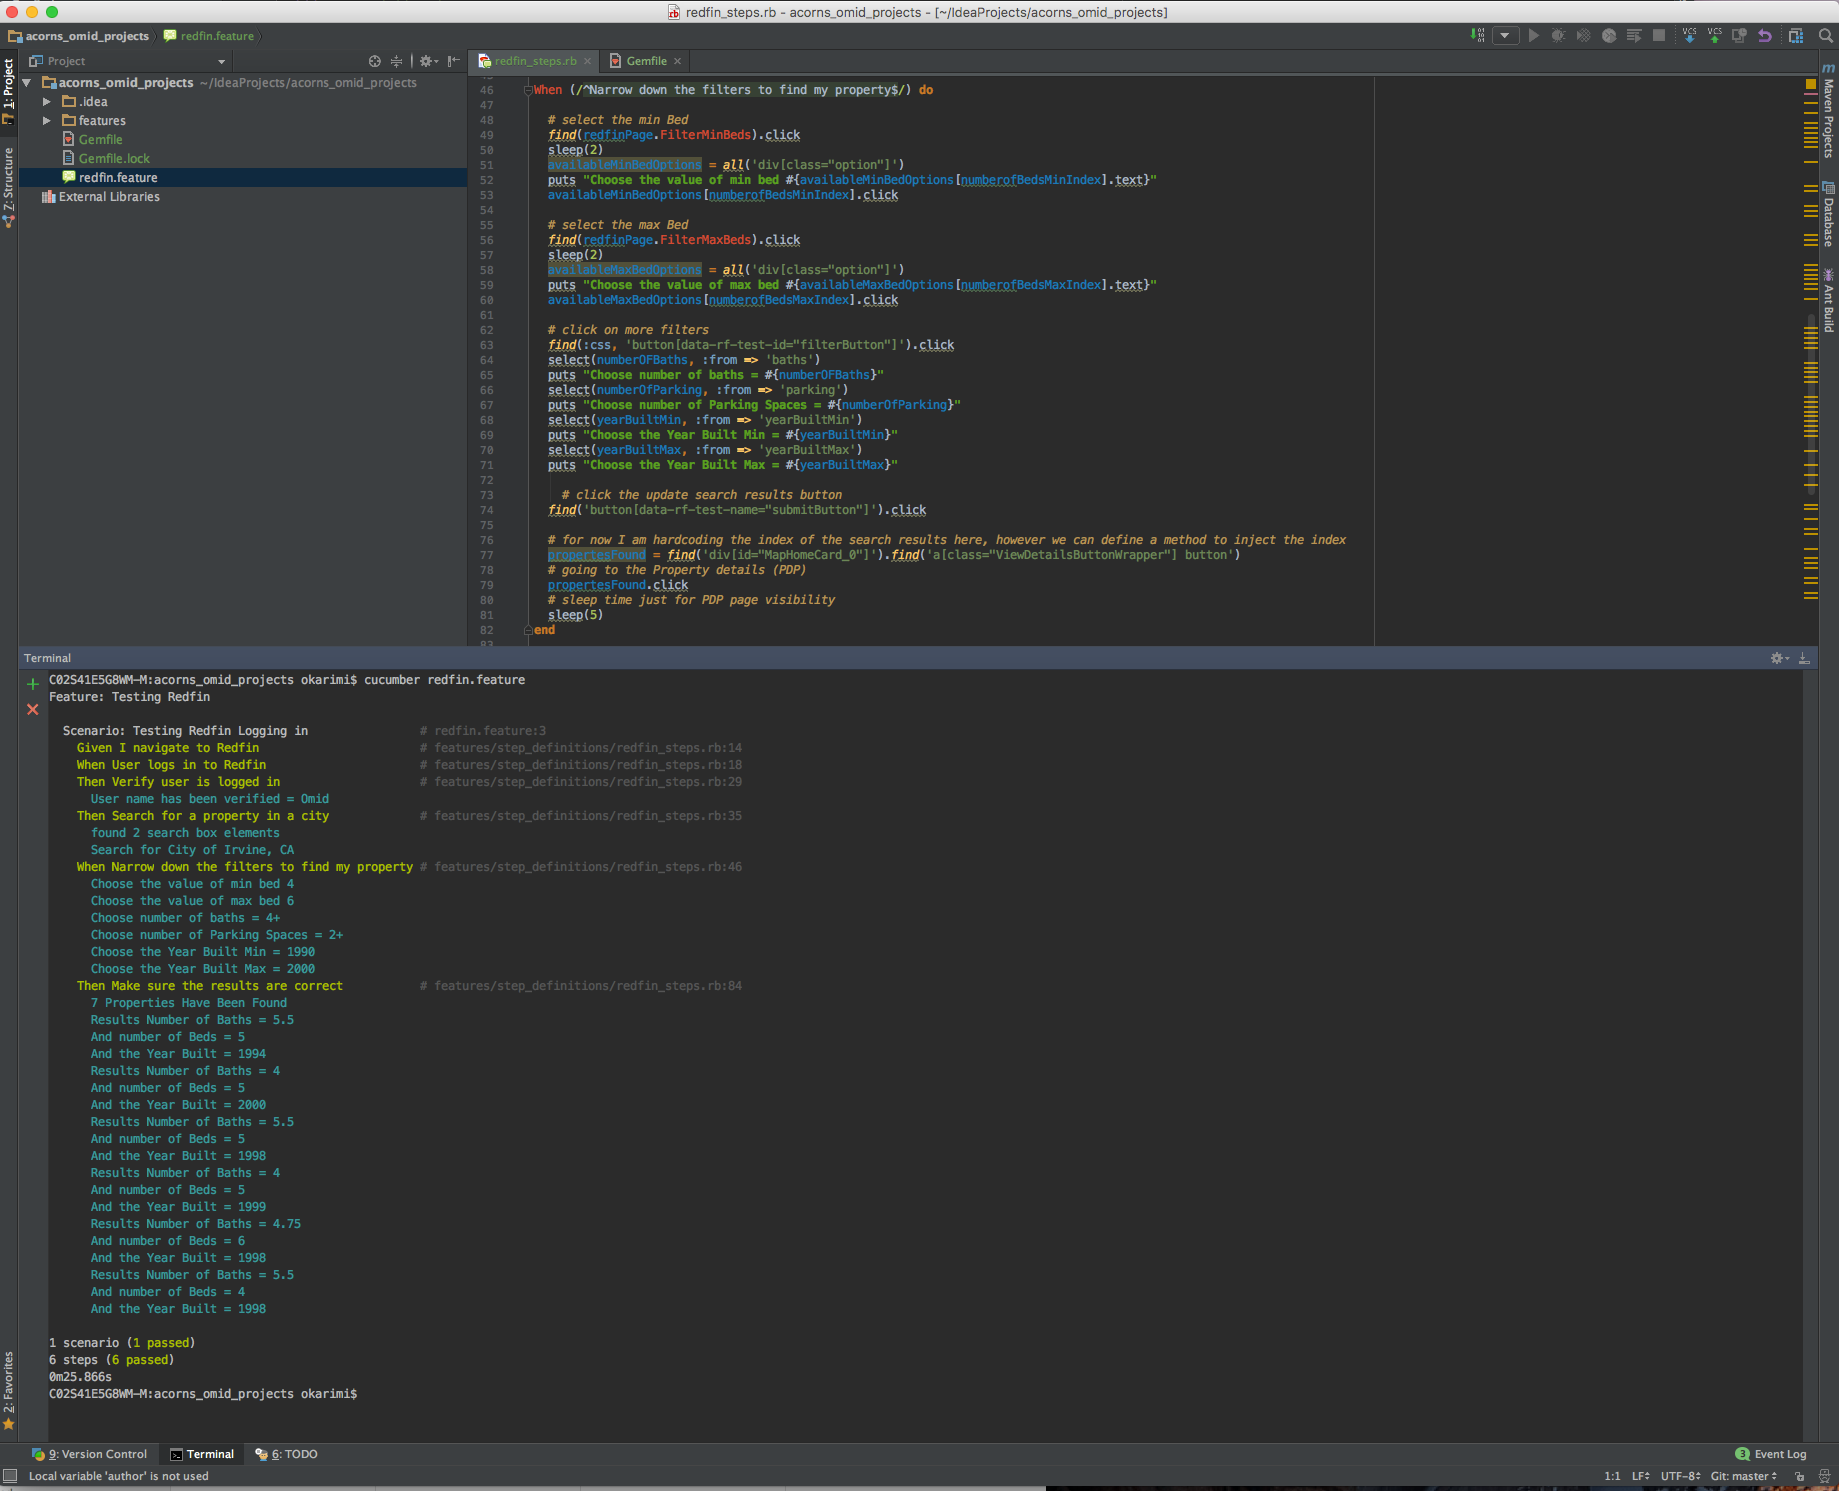 redfin_steps.rb - acorns_omid_projects - [~/IdeaProjects/acorns_omid_projects]
acorns_omid_projects redfin.feature
Project
redfin_steps.rb
Gemfile
acorns_omid_projects ~/IdeaProjects/acorns_omid_projects
.idea
features
Gemfile
Gemfile.lock
redfin.feature
External Libraries
1: Project
Z: Structure
2: Favorites
46 When (/^Narrow down the filters to find my property$/) do
47
48 # select the min Bed
49 find(redfinPage.FilterMinBeds).click
50 sleep(2)
51 availableMinBedOptions = all('div[class="option"]')
52 puts "Choose the value of min bed #{availableMinBedOptions[numberofBedsMinIndex].text}"
53 availableMinBedOptions[numberofBedsMinIndex].click
54
55 # select the max Bed
56 find(redfinPage.FilterMaxBeds).click
57 sleep(2)
58 availableMaxBedOptions = all('div[class="option"]')
59 puts "Choose the value of max bed #{availableMaxBedOptions[numberofBedsMaxIndex].text}"
60 availableMaxBedOptions[numberofBedsMaxIndex].click
61
62 # click on more filters
63 find(:css, 'button[data-rf-test-id="filterButton"]').click
64 select(numberOFBaths, :from => 'baths')
65 puts "Choose number of baths = #{numberOFBaths}"
66 select(numberOfParking, :from => 'parking')
67 puts "Choose number of Parking Spaces = #{numberOfParking}"
68 select(yearBuiltMin, :from => 'yearBuiltMin')
69 puts "Choose the Year Built Min = #{yearBuiltMin}"
70 select(yearBuiltMax, :from => 'yearBuiltMax')
71 puts "Choose the Year Built Max = #{yearBuiltMax}"
72
73 # click the update search results button
74 find('button[data-rf-test-name="submitButton"]').click
75
76 # for now I am hardcoding the index of the search results here, however we can define a method to inject the index
77 propertesFound = find('div[id="MapHomeCard_0"]').find('a[class="ViewDetailsButtonWrapper"] button')
78 # going to the Property details (PDP)
79 propertesFound.click
80 # sleep time just for PDP page visibility
81 sleep(5)
82 end
83
Maven Projects
Database
Ant Build
Terminal
C02S41E5G8WM-M:acorns_omid_projects okarimi$ cucumber redfin.feature
Feature: Testing Redfin
Scenario: Testing Redfin Logging in # redfin.feature:3
Given I navigate to Redfin # features/step_definitions/redfin_steps.rb:14
When User logs in to Redfin # features/step_definitions/redfin_steps.rb:18
Then Verify user is logged in # features/step_definitions/redfin_steps.rb:29
User name has been verified = Omid
Then Search for a property in a city # features/step_definitions/redfin_steps.rb:35
found 2 search box elements
Search for City of Irvine, CA
When Narrow down the filters to find my property # features/step_definitions/redfin_steps.rb:46
Choose the value of min bed 4
Choose the value of max bed 6
Choose number of baths = 4+
Choose number of Parking Spaces = 2+
Choose the Year Built Min = 1990
Choose the Year Built Max = 2000
Then Make sure the results are correct # features/step_definitions/redfin_steps.rb:84
7 Properties Have Been Found
Results Number of Baths = 5.5
And number of Beds = 5
And the Year Built = 1994
Results Number of Baths = 4
And number of Beds = 5
And the Year Built = 2000
Results Number of Baths = 5.5
And number of Beds = 5
And the Year Built = 1998
Results Number of Baths = 4
And number of Beds = 5
And the Year Built = 1999
Results Number of Baths = 4.75
And number of Beds = 6
And the Year Built = 1998
Results Number of Baths = 5.5
And number of Beds = 4
And the Year Built = 1998
1 scenario (1 passed)
6 steps (6 passed)
0m25.866s
C02S41E5G8WM-M:acorns_omid_projects okarimi$
9: Version Control Terminal 6: TODO 3 Event Log
Local variable 'author' is not used 1:1 LF UTF-8 Git: master